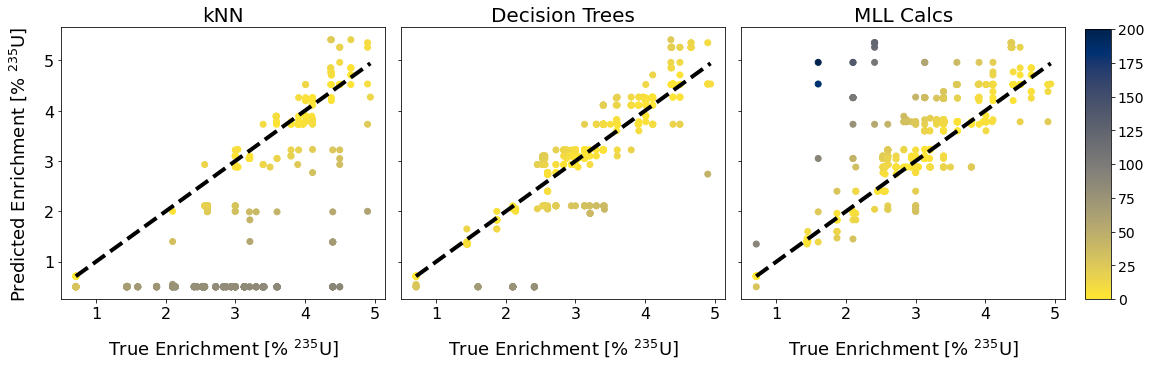 kNN
Decision Trees
MLL Calcs
Predicted Enrichment [% ²³⁵U]
5
4
3
2
1
1 2 3 4 5
1 2 3 4 5
1 2 3 4 5
True Enrichment [% ²³⁵U]
True Enrichment [% ²³⁵U]
True Enrichment [% ²³⁵U]
200
175
150
125
100
75
50
25
0